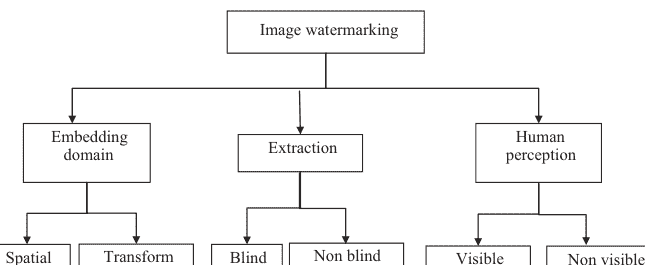 Image watermarking
Embedding
domain
Extraction
Human
perception
Spatial
Transform
Blind
Non blind
Visible
Non visible